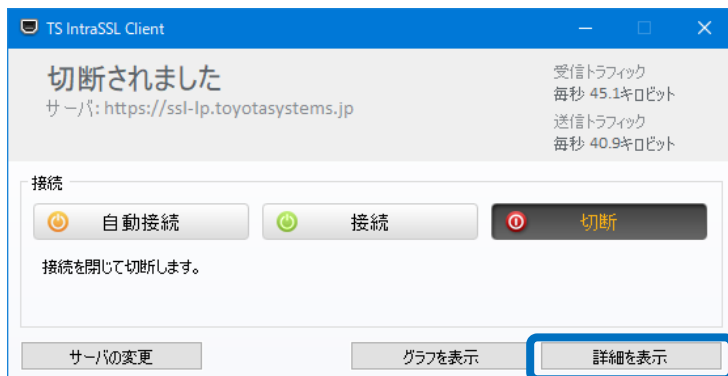 TS IntraSSL Client
切断されました
サーバ: https://ssl-lp.toyotasystems.jp
受信トラフィック
毎秒 45.1キロビット
送信トラフィック
毎秒 40.9キロビット
接続
自動接続
接続
切断
接続を閉じて切断します。
サーバの変更
グラフを表示
詳細を表示